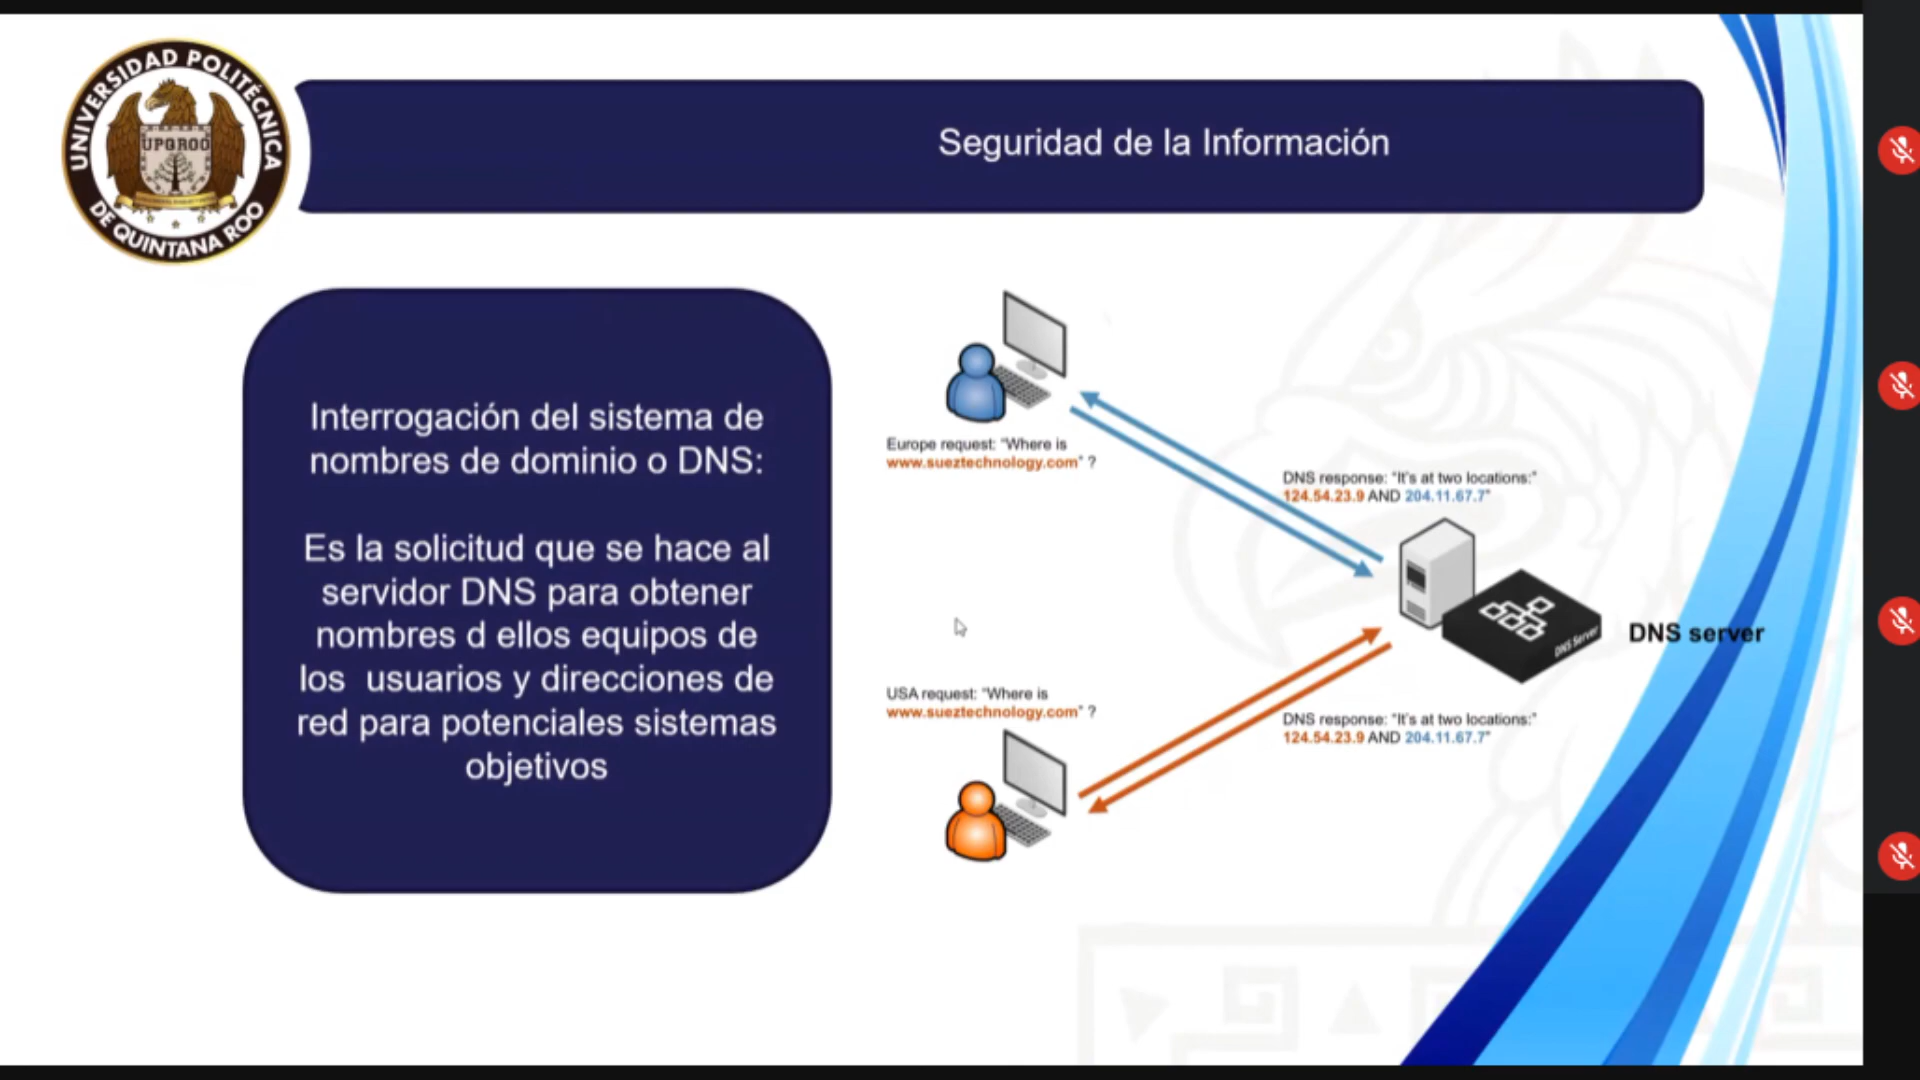 UNIVERSIDAD POLITÉCNICA
DE QUINTANA ROO
UPQROO
Seguridad de la Información
Interrogación del sistema de
nombres de dominio o DNS:
Es la solicitud que se hace al
servidor DNS para obtener
nombres d ellos equipos de
los usuarios y direcciones de
red para potenciales sistemas
objetivos
Europe request: “Where is
www.sueztechnology.com” ?
DNS response: “It's at two locations:”
124.54.23.9 AND 204.11.67.7”
DNS Server
DNS server
USA request: “Where is
www.sueztechnology.com” ?
DNS response: “It's at two locations:”
124.54.23.9 AND 204.11.67.7”